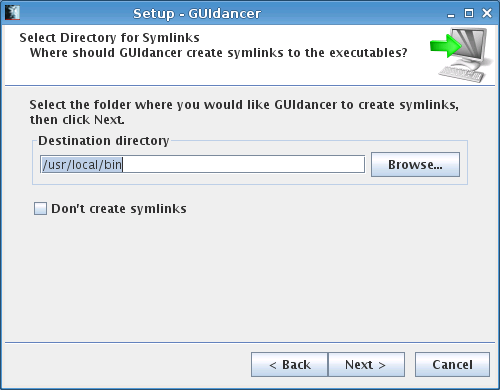 Setup - GUIdancer
Select Directory for Symlinks
Where should GUIdancer create symlinks to the executables?
Select the folder where you would like GUIdancer to create symlinks,
then click Next.
Destination directory
/usr/local/bin
Browse...
Don't create symlinks
< Back
Next >
Cancel